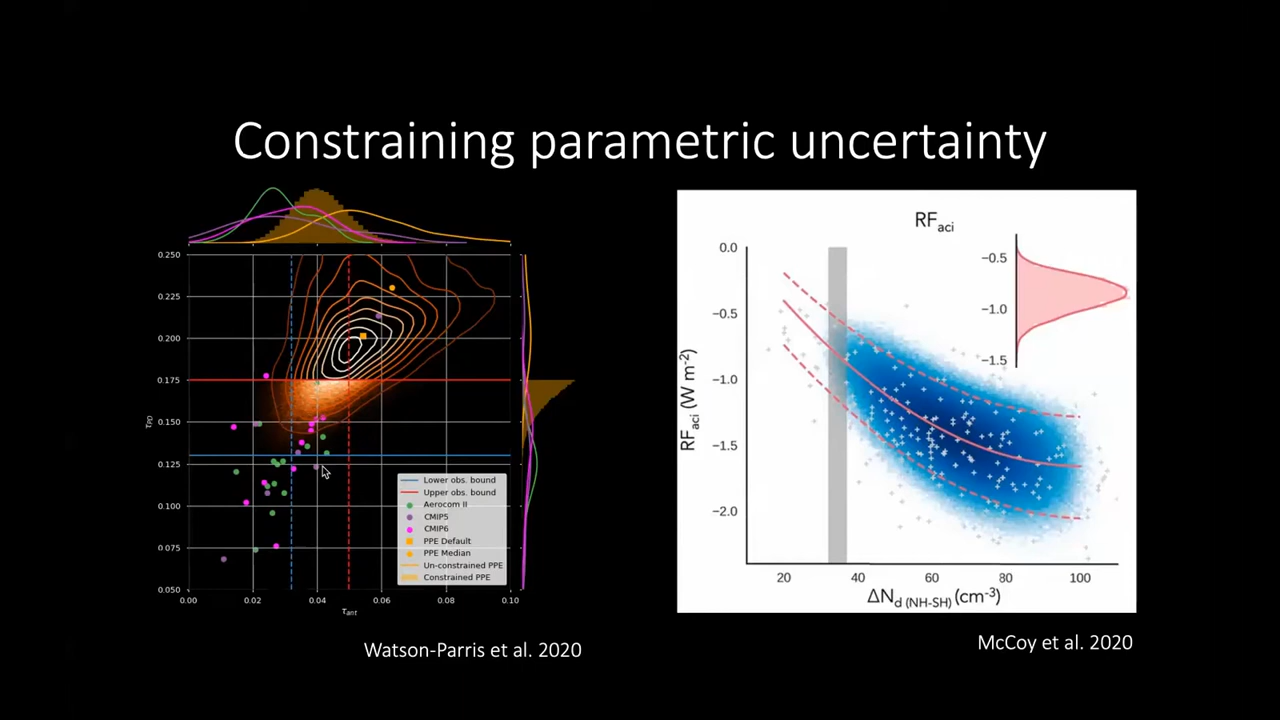 Constraining parametric uncertainty
0.250
0.225
0.200
0.175
0.150
0.125
0.100
0.075
0.050
τPD
0.00 0.02 0.04 0.06 0.08 0.10
τant
Lower obs. bound
Upper obs. bound
Aerocom II
CMIP5
CMIP6
PPE Default
PPE Median
Un-constrained PPE
Constrained PPE
Watson-Parris et al. 2020
RFaci
0.0
−0.5
−1.0
−1.5
−2.0
RFaci (W m-2)
−0.5
−1.0
−1.5
20 40 60 80 100
ΔNd (NH-SH) (cm-3)
McCoy et al. 2020